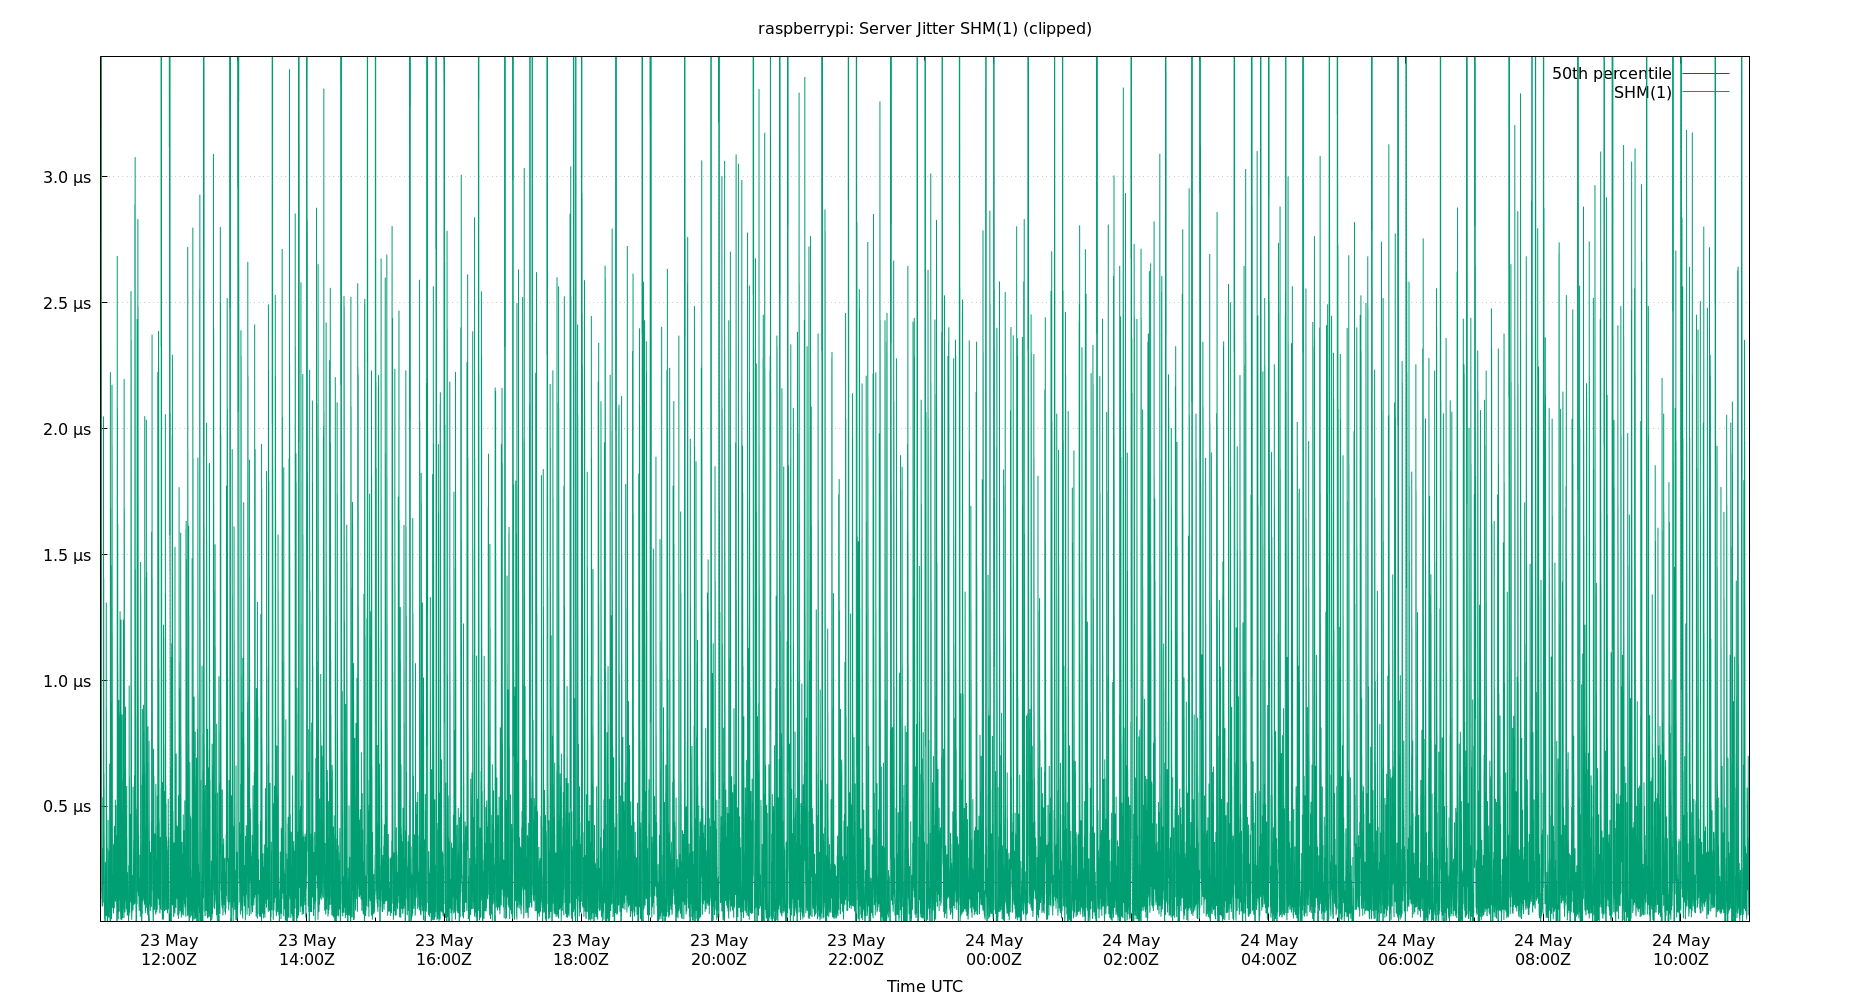 raspberrypi: Server Jitter SHM(1) (clipped)
50th percentile
SHM(1)
3.0 µs
2.5 µs
2.0 µs
1.5 µs
1.0 µs
0.5 µs
23 May 23 May 23 May 23 May 23 May 23 May 24 May 24 May 24 May 24 May 24 May 24 May
12:00Z 14:00Z 16:00Z 18:00Z 20:00Z 22:00Z 00:00Z 02:00Z 04:00Z 06:00Z 08:00Z 10:00Z
Time UTC